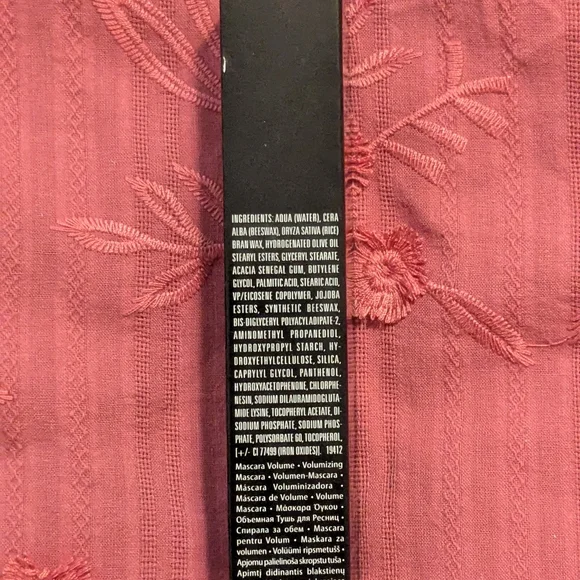 INGREDIENTS: AQUA (WATER), CERA
ALBA (BEESWAX), ORYZA SATIVA (RICE)
BRAN WAX, HYDROGENATED OLIVE OIL
STEARYL ESTERS, GLYCERYL STEARATE,
ACACIA SENEGAL GUM, BUTYLENE
GLYCOL, PALMITIC ACID, STEARIC ACID,
VP/EICOSENE COPOLYMER, JOJOBA
ESTERS, SYNTHETIC BEESWAX,
BIS-DIGLYCERYL POLYACYLADIPATE-2,
AMINOMETHYL PROPANEDIOL,
HYDROXYPROPYL STARCH, HY-
DROXYETHYLCELLULOSE, SILICA,
CAPRYLYL GLYCOL, PANTHENOL,
HYDROXYACETOPHENONE, CHLORPHE-
NESIN, SODIUM DILAURAMIDOGLUTA-
MIDE LYSINE, TOCOPHERYL ACETATE, DI-
SODIUM PHOSPHATE, SODIUM PHOS-
PHATE, POLYSORBATE 60, TOCOPHEROL,
[+/- CI 77499 (IRON OXIDES)]. 19412
Mascara Volume • Volumizing
Mascara • Volumen-Mascara •
Máscara Voluminizadora •
Máscara de Volume • Volume
Mascara • Μάσκαρα Όγκου •
Объемная Тушь для Ресниц •
Спирала за обем • Mascara
pentru Volum • Maskara za
volumen • Volüümi ripsmetušš •
Apjomu palielinoša skropstu tuša •
Apimtį didinantis blakstienų